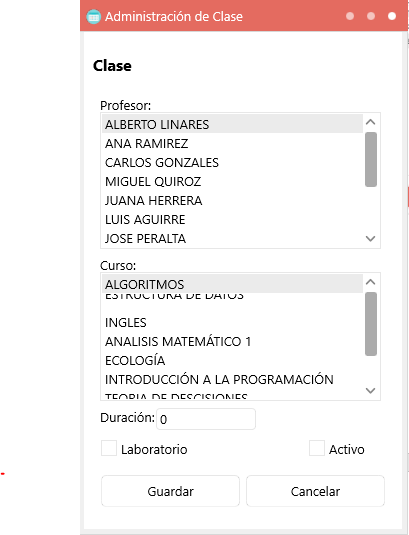 Administración de Clase
Clase
Profesor:
ALBERTO LINARES
ANA RAMIREZ
CARLOS GONZALES
MIGUEL QUIROZ
JUANA HERRERA
LUIS AGUIRRE
JOSE PERALTA
Curso:
ALGORITMOS
ESTRUCTURA DE DATOS
INGLES
ANALISIS MATEMÁTICO 1
ECOLOGÍA
INTRODUCCIÓN A LA PROGRAMACIÓN
TEORIA DE DESCISIONES
Duración: 0
Laboratorio Activo
Guardar Cancelar